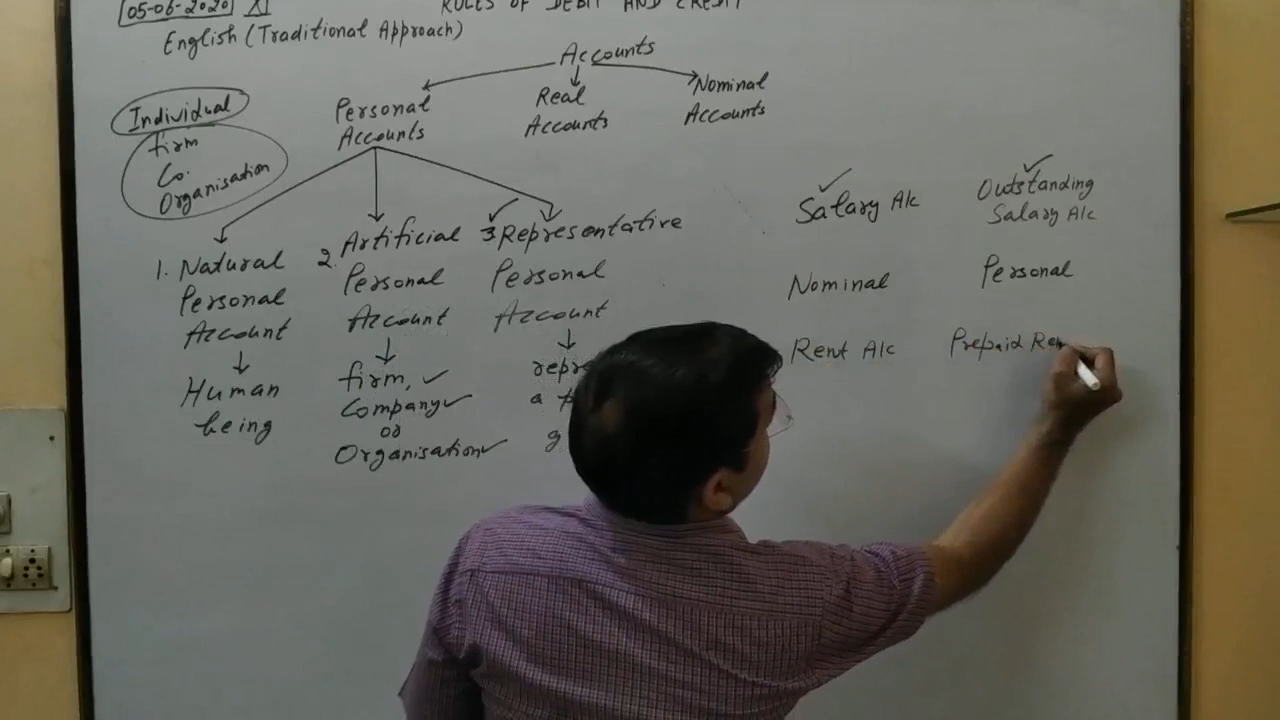 05-06-2020 XI
RULES OF DEBIT AND CREDIT
English (Traditional Approach)
Accounts
Personal
Accounts
Real
Accounts
Nominal
Accounts
Individual
firm
Co.
Organisation
1. Natural
Personal
Account
Human
being
2. Artificial
Personal
Account
firm,
Company
or
Organisation
3. Representative
Personal
Account
a
Salary A/c
Outstanding
Salary A/c
Nominal
Personal
Rent A/c
Prepaid